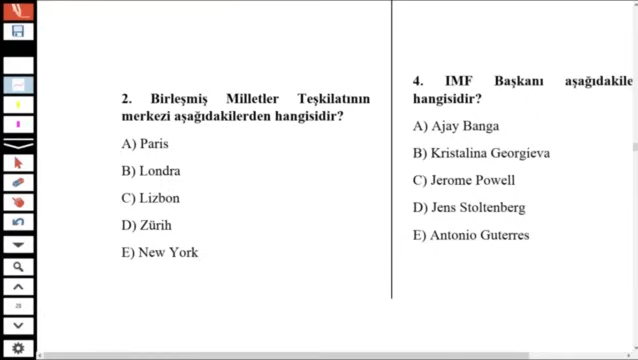 2. Birleşmiş Milletler Teşkilatının
merkezi aşağıdakilerden hangisidir?
A) Paris
B) Londra
C) Lizbon
D) Zürih
E) New York
4. IMF Başkanı aşağıdakile
hangisidir?
A) Ajay Banga
B) Kristalina Georgieva
C) Jerome Powell
D) Jens Stoltenberg
E) Antonio Guterres